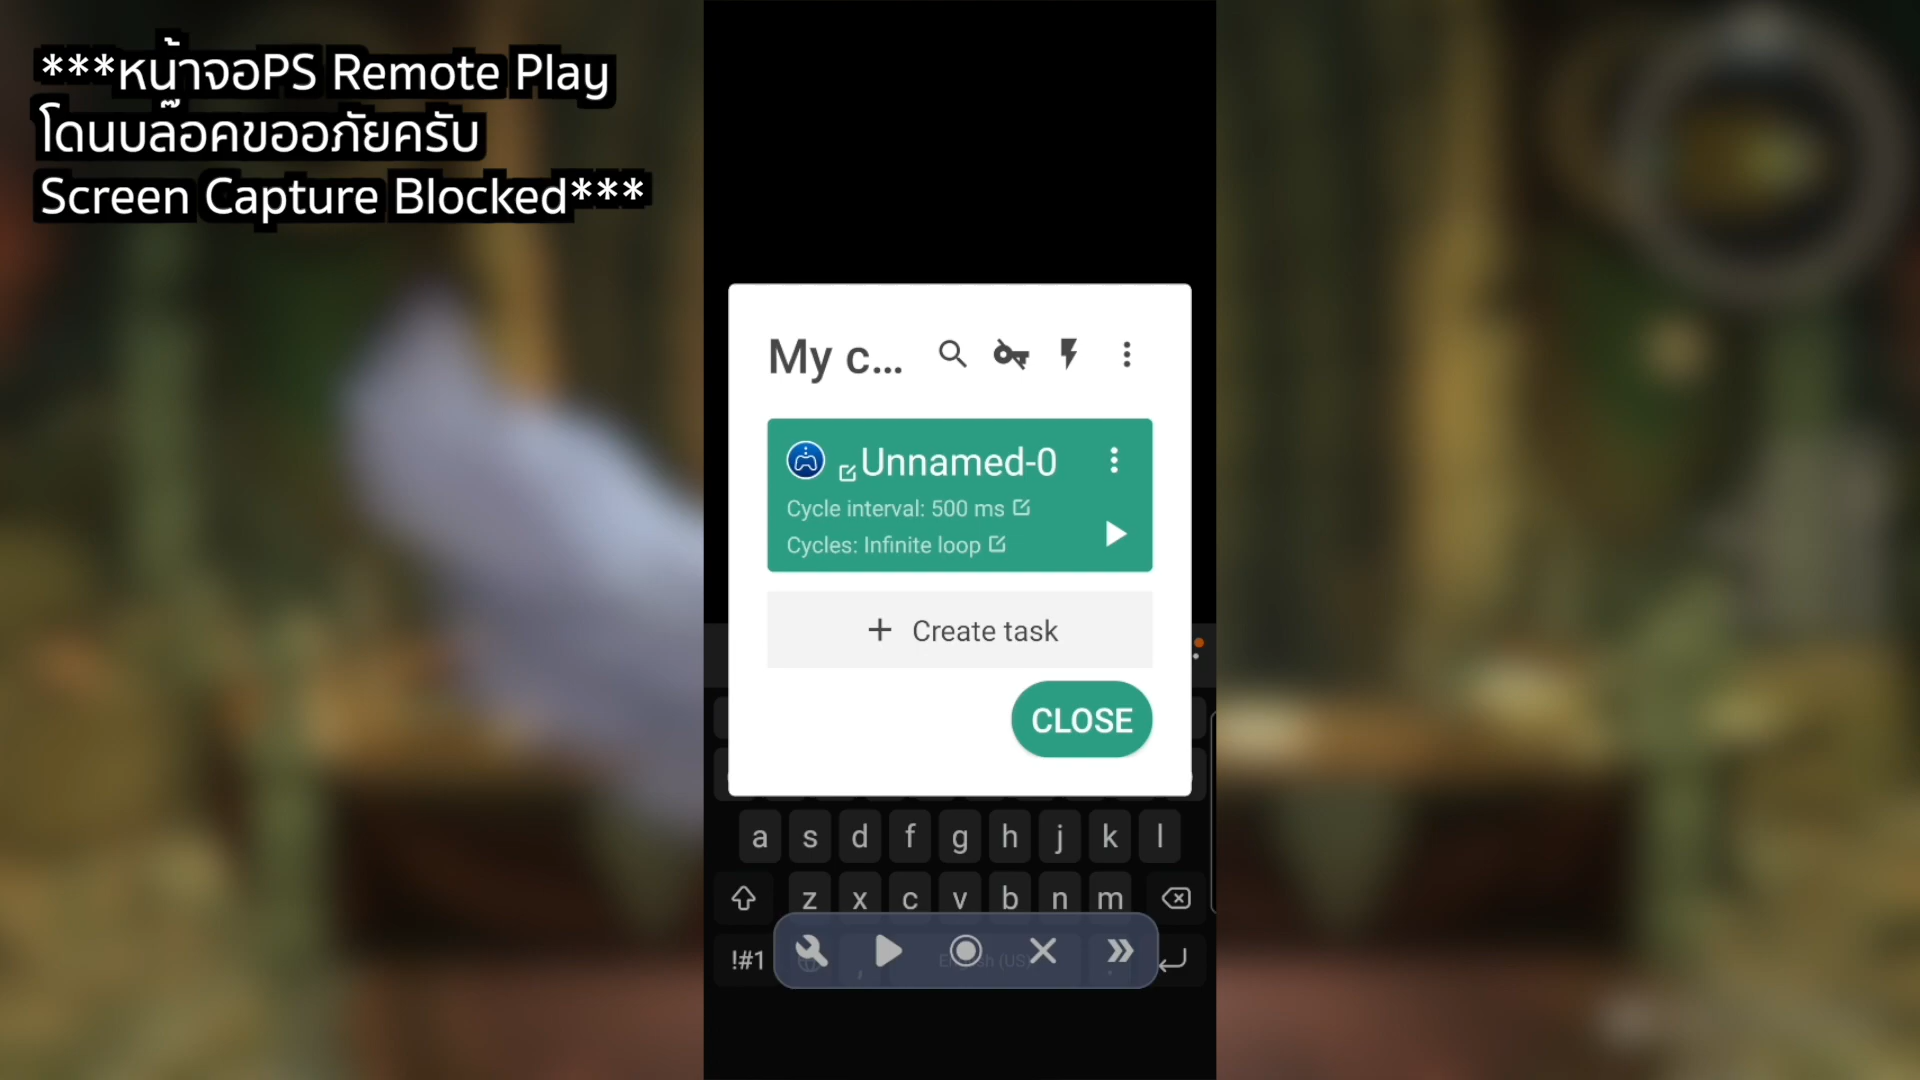 ***หน้าจอPS Remote Play
โดนบล๊อคขออภัยครับ
Screen Capture Blocked***
My c...
Unnamed-0
Cycle interval: 500 ms
Cycles: Infinite loop
+ Create task
CLOSE
a s d f g h j k l
z x c v b n m
!#1 , English (US) .